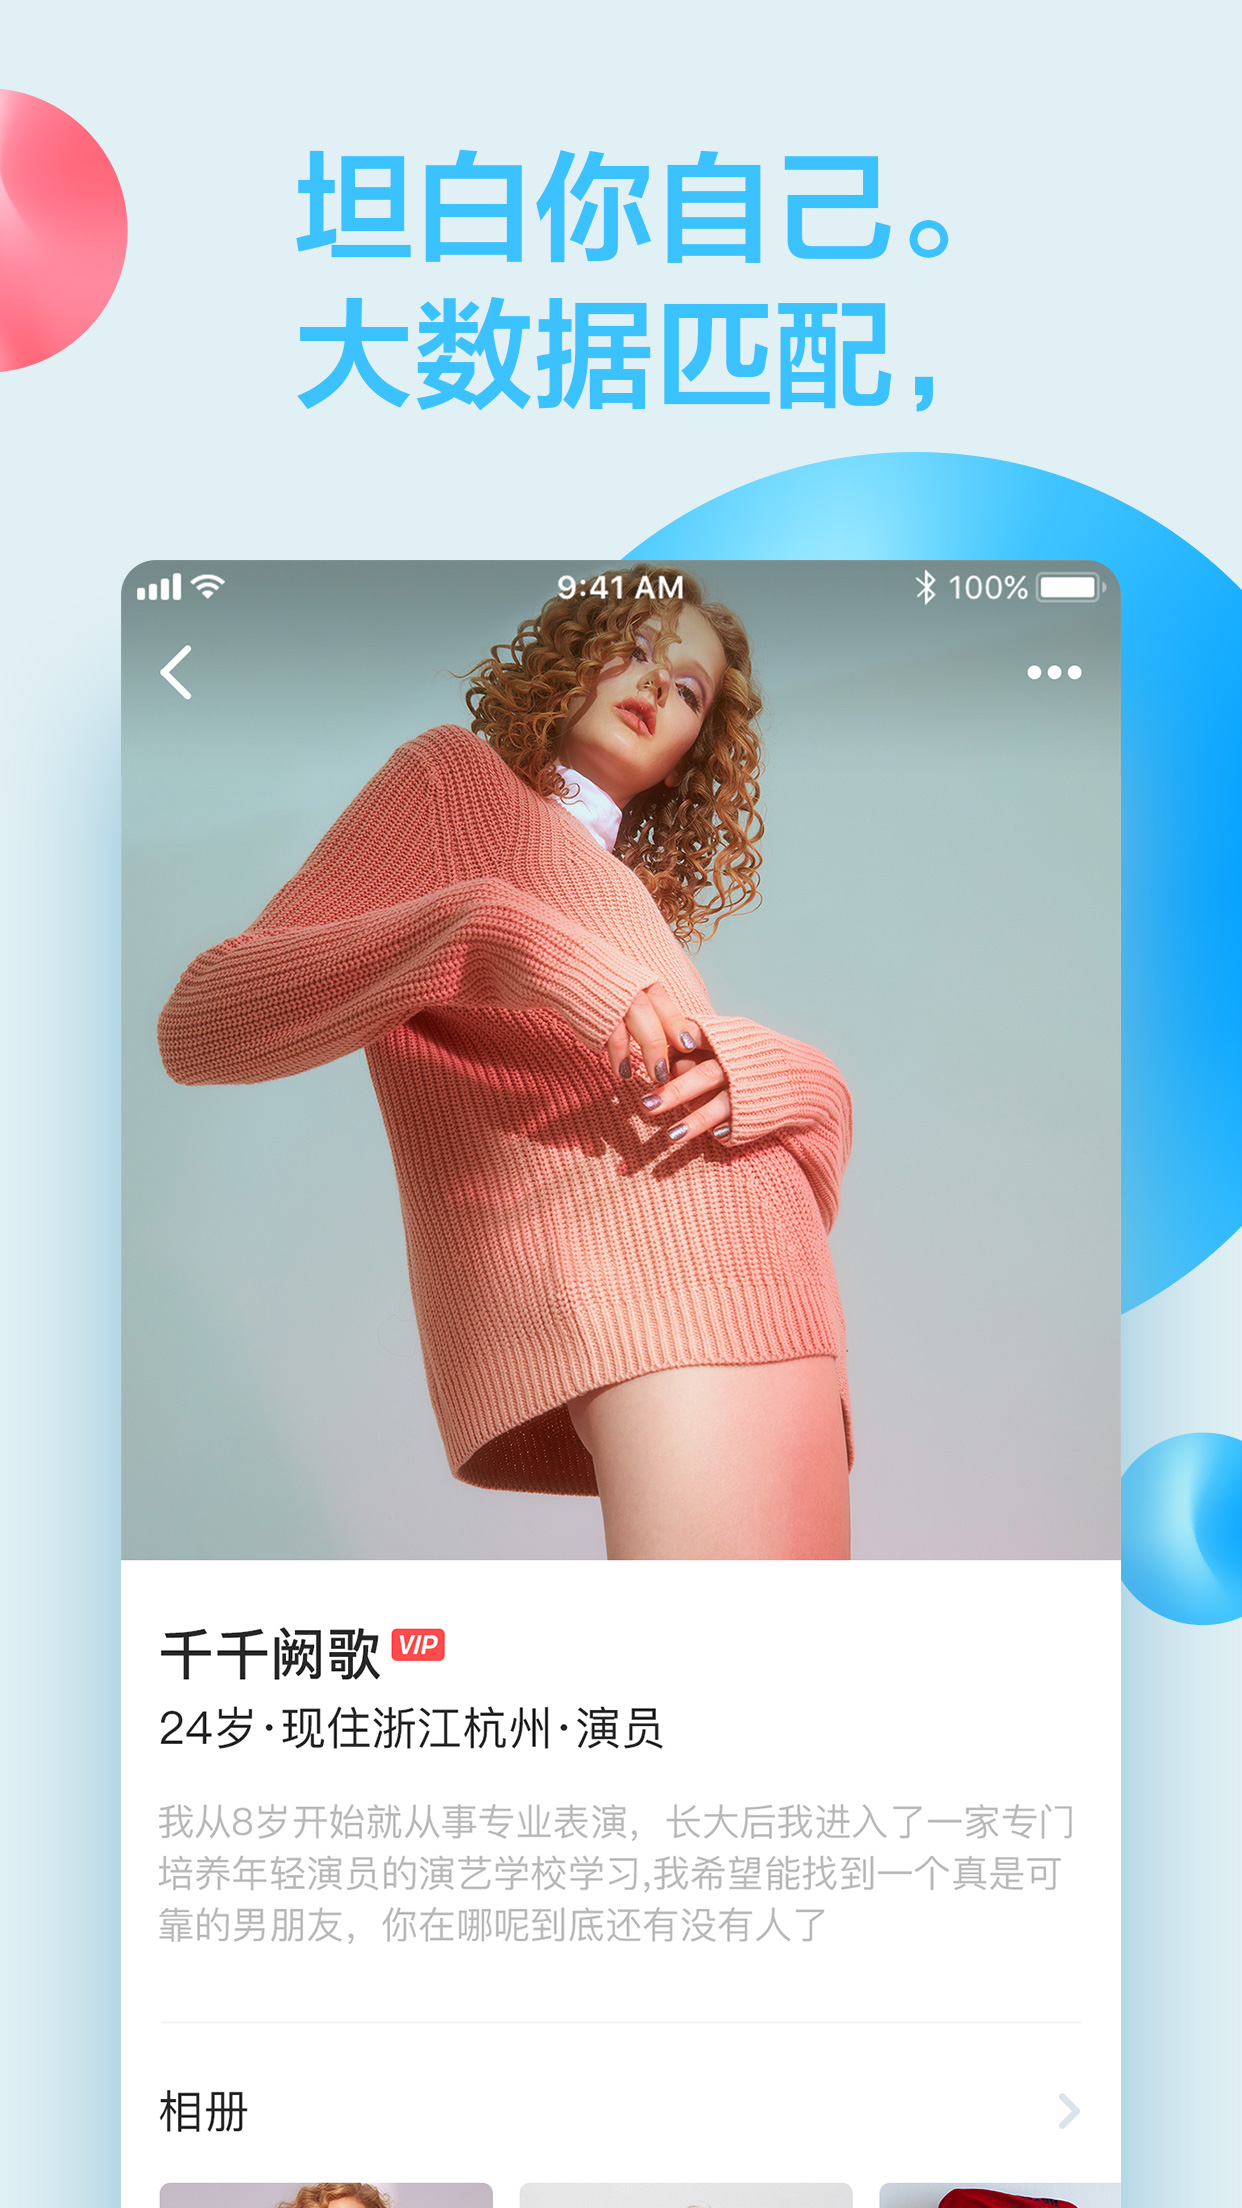 坦白你自己。
大数据匹配，
9:41 AM 100%
千千阙歌 VIP
24岁·现住浙江杭州·演员
我从8岁开始就从事专业表演，长大后我进入了一家专门
培养年轻演员的演艺学校学习,我希望能找到一个真是可
靠的男朋友，你在哪呢到底还有没有人了
相册